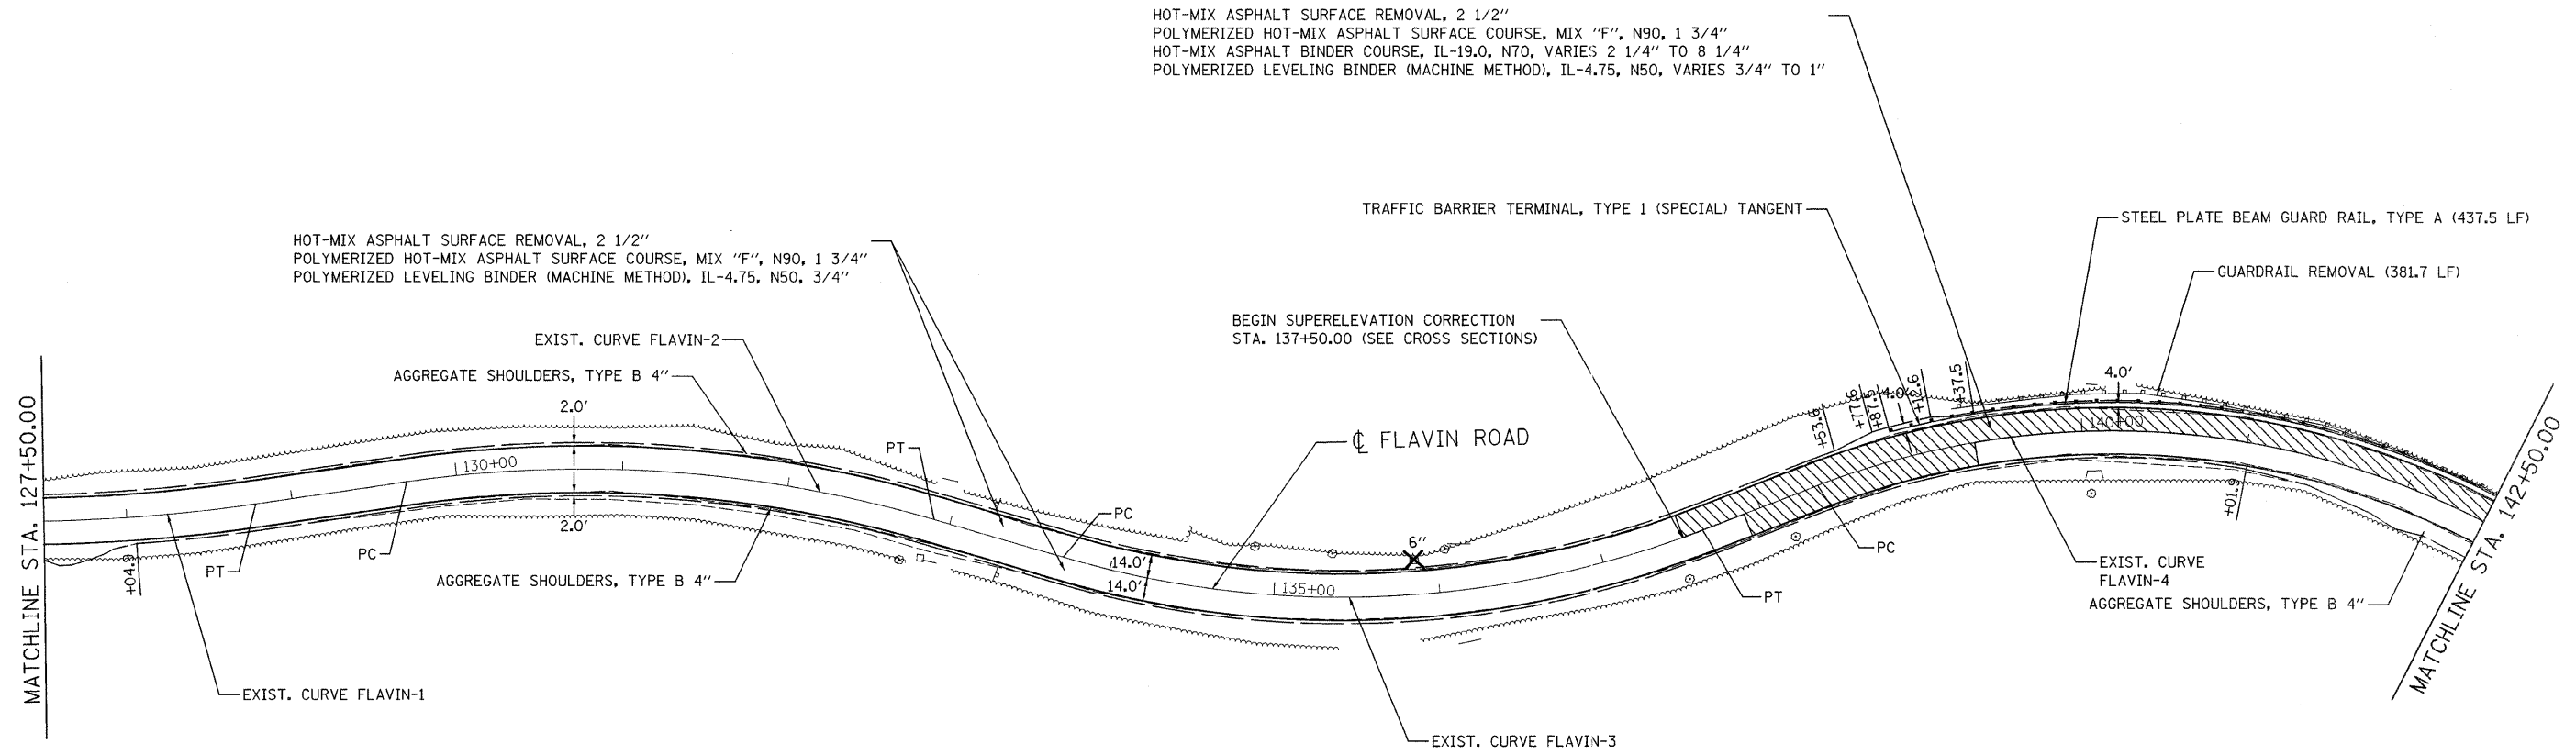 HOT-MIX ASPHALT SURFACE REMOVAL, 2 1/2"
POLYMERIZED HOT-MIX ASPHALT SURFACE COURSE, MIX "F", N90, 1 3/4"
HOT-MIX ASPHALT BINDER COURSE, IL-19.0, N70, VARIES 2 1/4" TO 8 1/4"
POLYMERIZED LEVELING BINDER (MACHINE METHOD), IL-4.75, N50, VARIES 3/4" TO 1"
TRAFFIC BARRIER TERMINAL, TYPE 1 (SPECIAL) TANGENT
STEEL PLATE BEAM GUARD RAIL, TYPE A (437.5 LF)
GUARDRAIL REMOVAL (381.7 LF)
HOT-MIX ASPHALT SURFACE REMOVAL, 2 1/2"
POLYMERIZED HOT-MIX ASPHALT SURFACE COURSE, MIX "F", N90, 1 3/4"
POLYMERIZED LEVELING BINDER (MACHINE METHOD), IL-4.75, N50, 3/4"
BEGIN SUPERELEVATION CORRECTION
STA. 137+50.00 (SEE CROSS SECTIONS)
EXIST. CURVE FLAVIN-2
AGGREGATE SHOULDERS, TYPE B 4"
2.0'
4.0'
+53.6
+77.6
+87.5
4.0'
+12.6
+37.5
MATCHLINE STA. 127+50.00
130+00
PT
℄ FLAVIN ROAD
140+00
2.0'
PC
PC
6"
+01.9
MATCHLINE STA. 142+50.00
+04.9
PT
AGGREGATE SHOULDERS, TYPE B 4"
14.0'
14.0'
135+00
PC
PT
EXIST. CURVE
FLAVIN-4
AGGREGATE SHOULDERS, TYPE B 4"
EXIST. CURVE FLAVIN-1
EXIST. CURVE FLAVIN-3